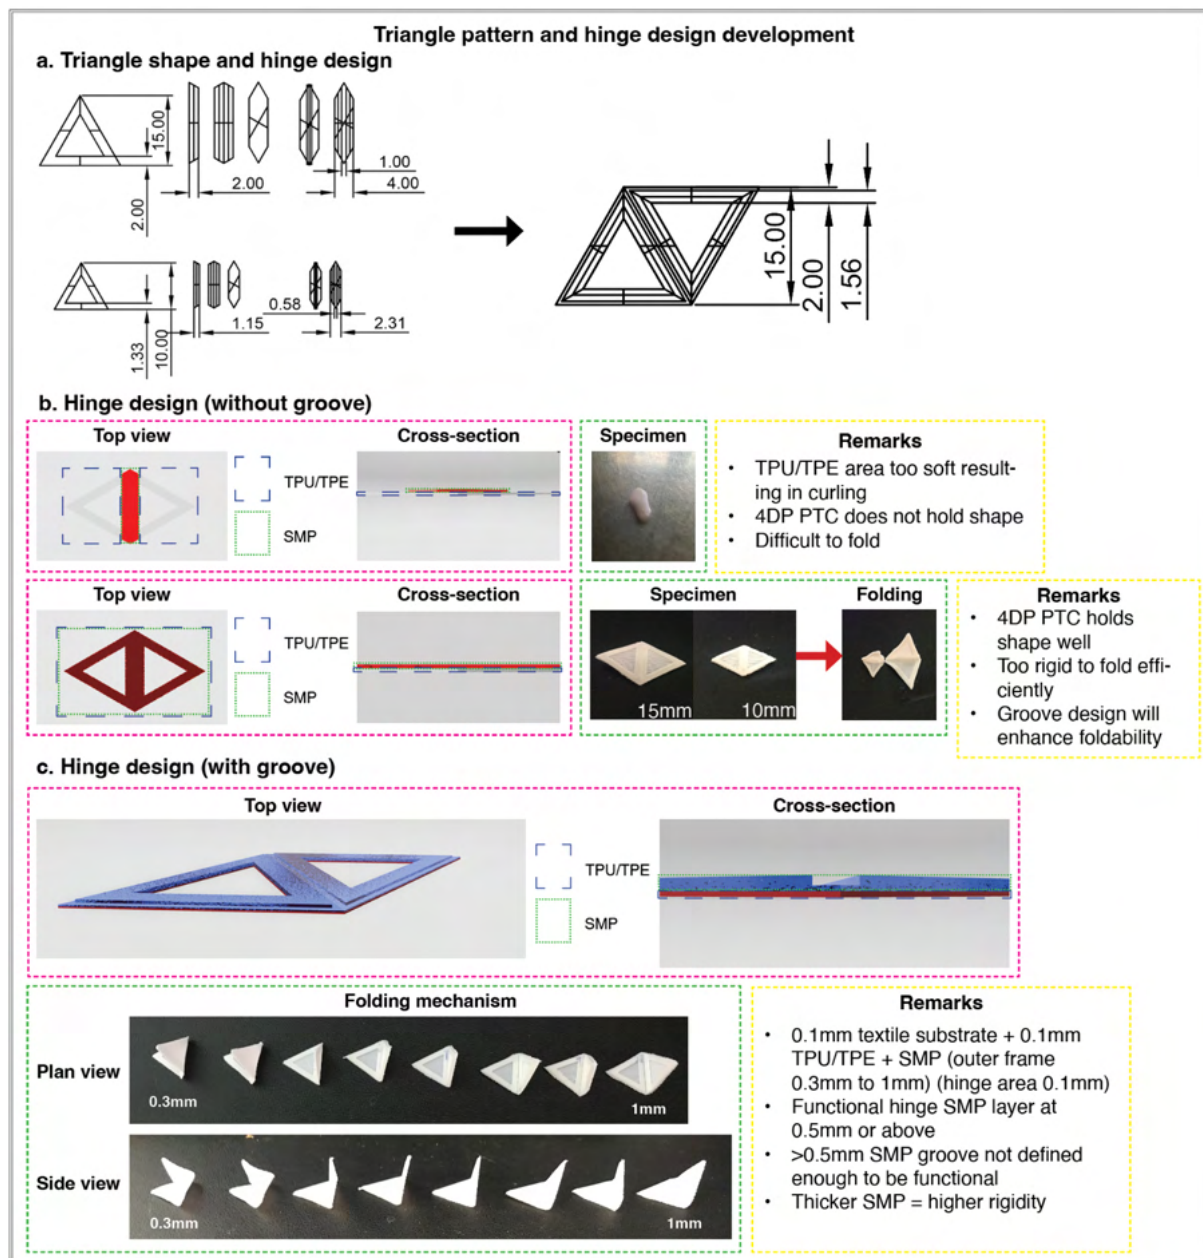 Triangle pattern and hinge design development
a. Triangle shape and hinge design
15.00
2.00
2.00
1.00
4.00
1.33
10.00
1.15
0.58
2.31
15.00
2.00
1.56
b. Hinge design (without groove)
Top view
Cross-section
TPU/TPE
SMP
Specimen
Remarks
• TPU/TPE area too soft result-
ing in curling
• 4DP PTC does not hold shape
• Difficult to fold
Top view
Cross-section
TPU/TPE
SMP
Specimen
Folding
15mm
10mm
Remarks
• 4DP PTC holds
shape well
• Too rigid to fold effi-
ciently
• Groove design will
enhance foldability
c. Hinge design (with groove)
Top view
Cross-section
TPU/TPE
SMP
Folding mechanism
Plan view
0.3mm
1mm
Side view
0.3mm
1mm
Remarks
• 0.1mm textile substrate + 0.1mm
TPU/TPE + SMP (outer frame
0.3mm to 1mm) (hinge area 0.1mm)
• Functional hinge SMP layer at
0.5mm or above
• >0.5mm SMP groove not defined
enough to be functional
• Thicker SMP = higher rigidity